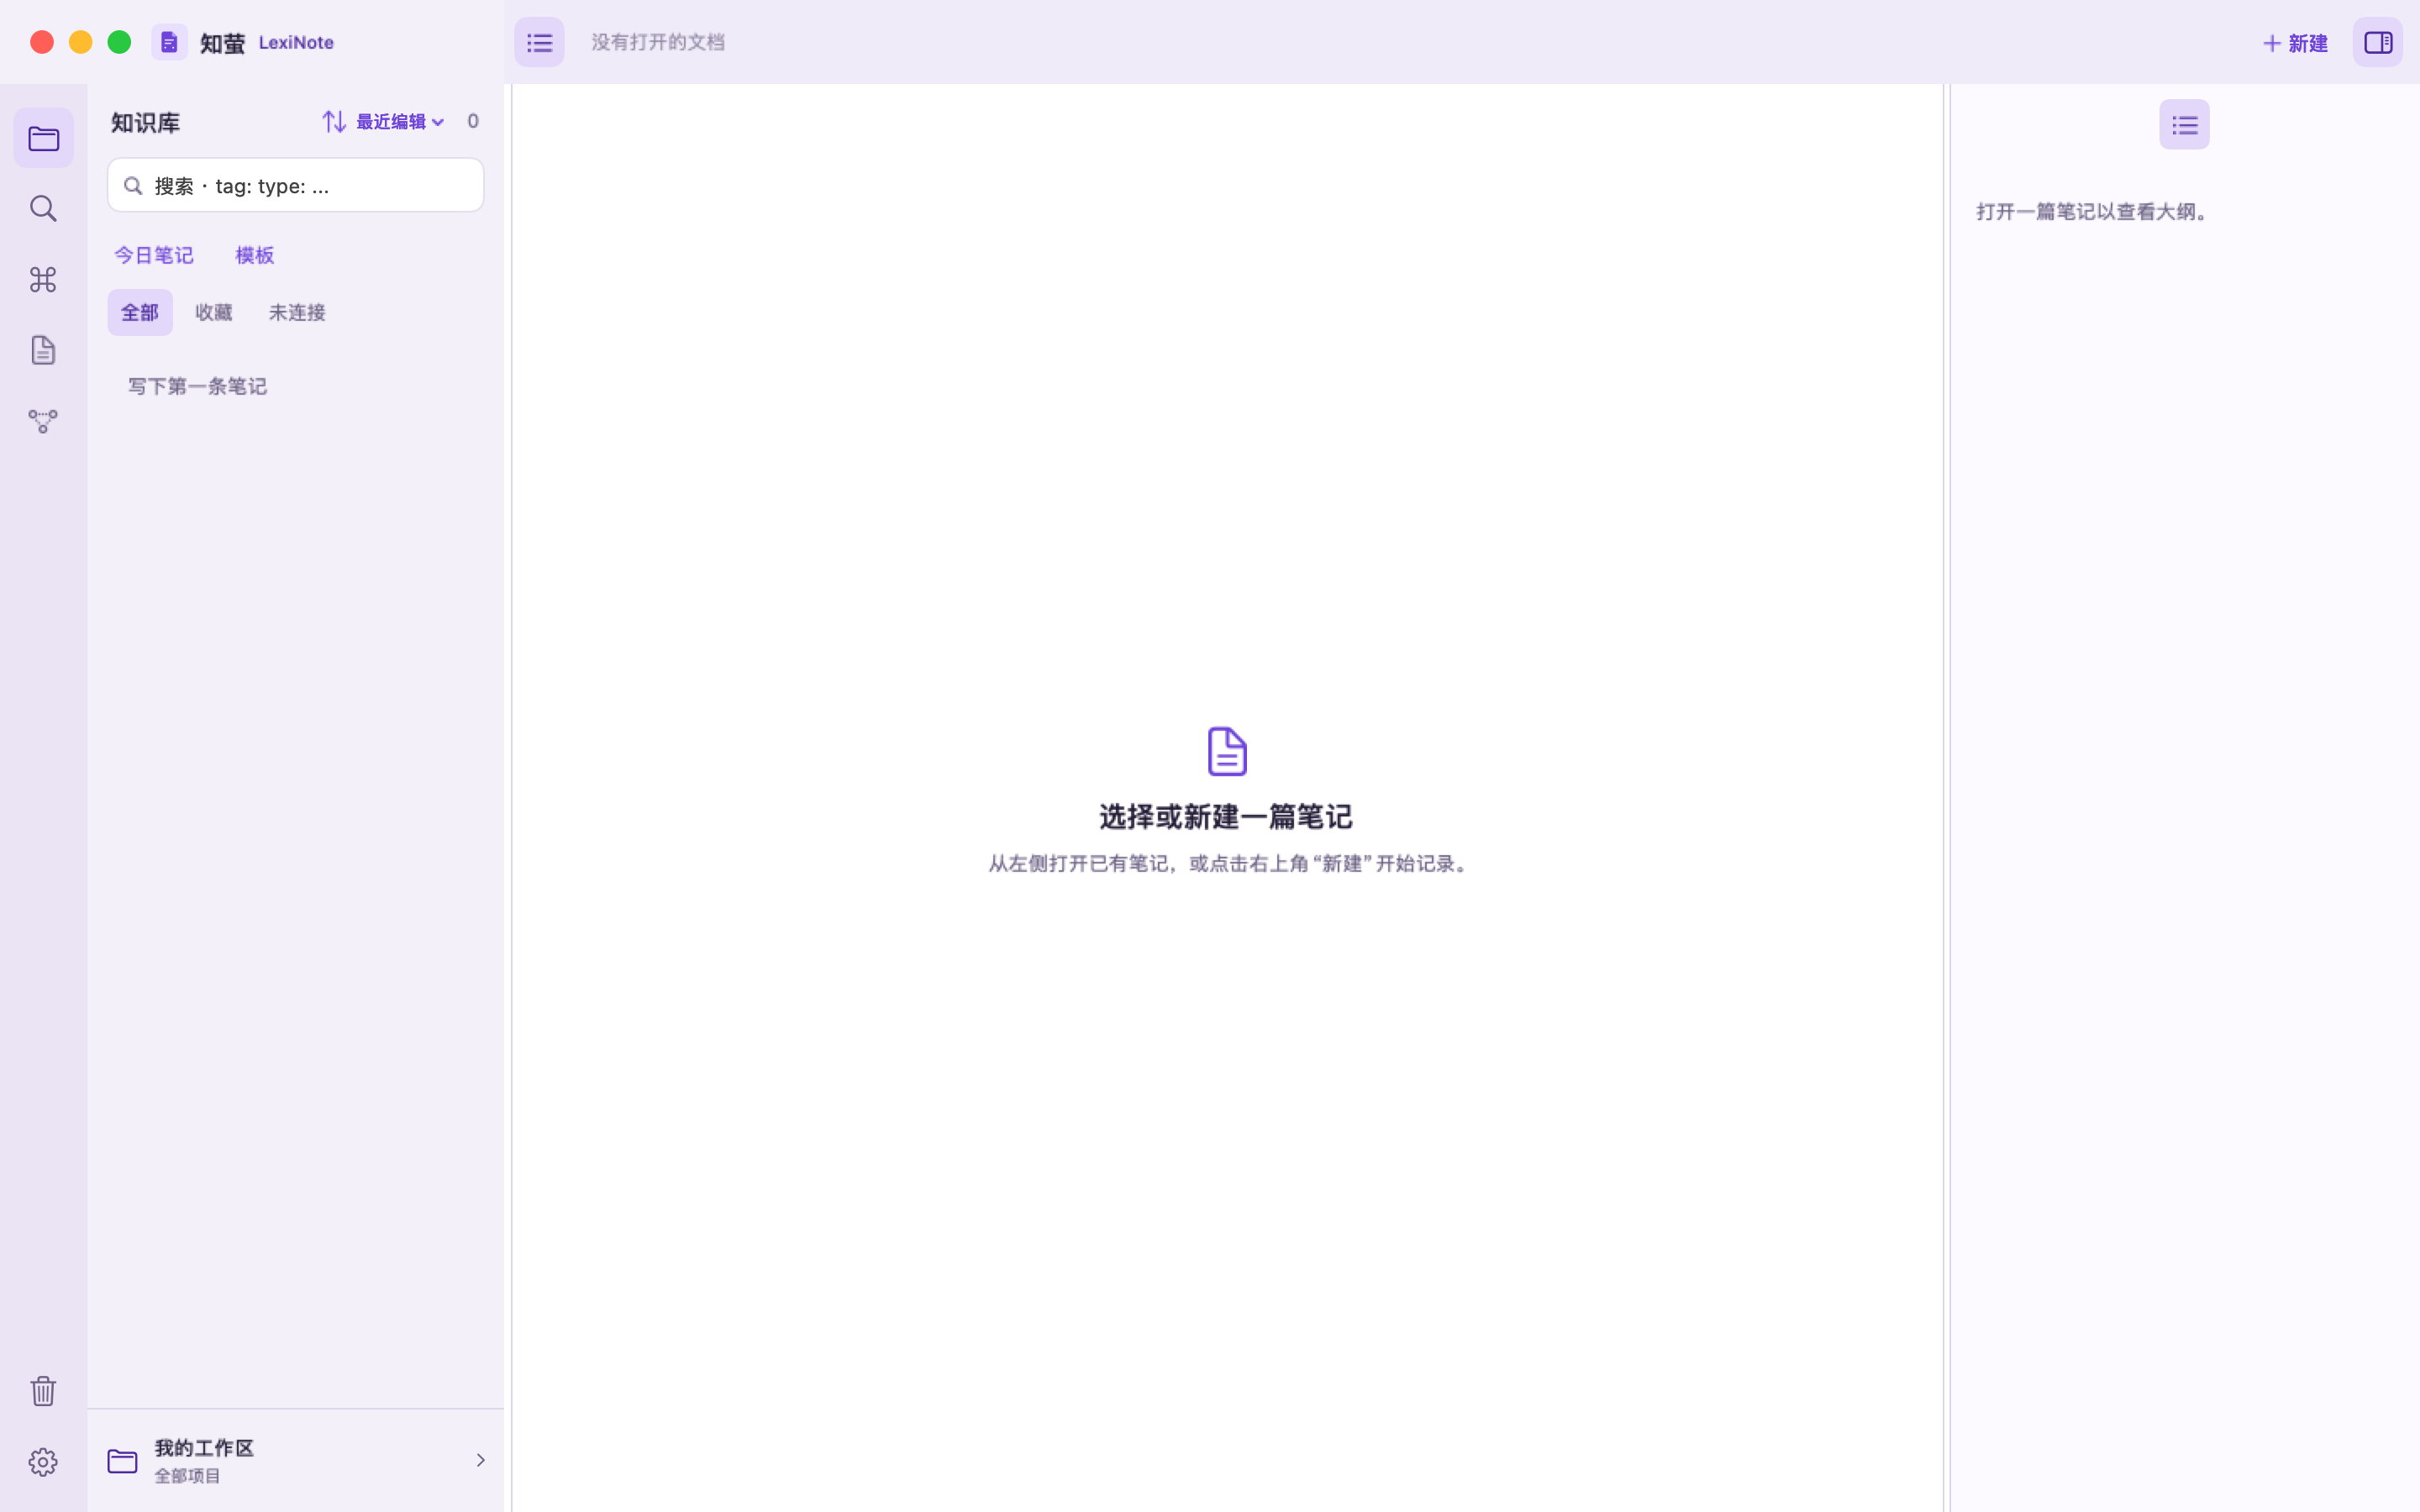 知萤 LexiNote
没有打开的文档
+ 新建
知识库
最近编辑
0
搜索 · tag: type: ...
今日笔记
模板
全部
收藏
未连接
写下第一条笔记
选择或新建一篇笔记
从左侧打开已有笔记，或点击右上角“新建”开始记录。
打开一篇笔记以查看大纲。
我的工作区
全部项目